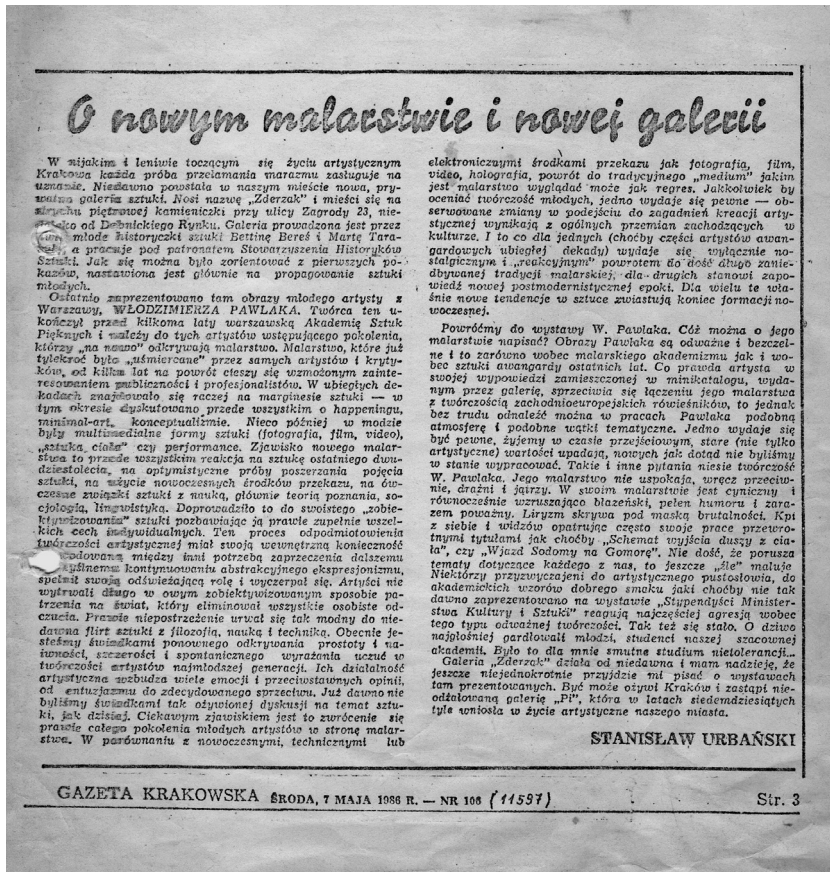 O nowym malarstwie i nowej galerii
W nijakim i leniwie toczącym się życiu artystycznym
Krakowa każda próba przełamania marazmu zasługuje na
uznanie. Niedawno powstała w naszym mieście nowa, pry-
watna galeria sztuki. Nosi nazwę „Zderzak" i mieści się na
strychu piętrowej kamieniczki przy ulicy Zagrody 23, nie-
daleko od Dębnickiego Rynku. Galeria prowadzona jest przez
dwie młode historyczki sztuki Bettinę Bereś i Martę Tara-
a pracuje pod patronatem Stowarzyszenia Historyków
Sztuki. Jak się można było zorientować z pierwszych po-
kazów, nastawiona jest głównie na propagowanie sztuki
młodych.
Ostatnio zaprezentowano tam obrazy młodego artysty z
Warszawy, WŁODZIMIERZA PAWLAKA. Twórca ten u-
kończył przed kilkoma laty warszawską Akademię Sztuk
Pięknych i należy do tych artystów wstępującego pokolenia,
którzy „na nowo" odkrywają malarstwo. Malarstwo, które już
tylekroć było „uśmiercane" przez samych artystów i kryty-
ków, od kilku lat na powrót cieszy się wzmożonym zainte-
resowaniem publiczności i profesjonalistów. W ubiegłych de-
kadach znajdowało się raczej na marginesie sztuki — w
tym okresie dyskutowano przede wszystkim o happeningu,
minimal-art, konceptualizmie. Nieco później w modzie
były multimedialne formy sztuki (fotografia, film, video),
„sztuka ciała" czy performance. Zjawisko nowego malar-
stwa to przede wszystkim reakcja na sztukę ostatniego dwu-
dziestolecia, na optymistyczne próby poszerzania pojęcia
sztuki, na użycie nowoczesnych środków przekazu, na ów-
czesne związki sztuki z nauką, głównie teorią poznania, so-
cjologią, lingwistyką. Doprowadziło to do swoistego „zobie-
ktywizowania" sztuki pozbawiając ją prawie zupełnie wszel-
kich cech indywidualnych. Ten proces odpodmiotowienia
twórczości artystycznej miał swoją wewnętrzną konieczność
między inni potrzebą zaprzeczenia dalszemu
kontynuowaniu abstrakcyjnego ekspresjonizmu,
spełnił swoją odświeżającą rolę i wyczerpał się. Artyści nie
wytrwali długo w owym zobiektywizowanym sposobie pa-
trzenia na świat, który eliminował wszystkie osobiste od-
czucia. Prawie niepostrzeżenie urwał się tak modny do nie-
dawna flirt sztuki z filozofią, nauką i techniką. Obecnie je-
steśmy świadkami ponownego odkrywania prostoty i na-
iwności, szczerości i spontanicznego wyrażania uczuć w
twórczości artystów najmłodszej generacji. Ich działalność
artystyczna wzbudza wiele emocji i przeciwstawnych opinii,
od entuzjazmu do zdecydowanego sprzeciwu. Już dawno nie
byliśmy świadkami tak ożywionej dyskusji na temat sztu-
ki, jak dzisiaj. Ciekawym zjawiskiem jest to zwrócenie się
prawie całego pokolenia młodych artystów w stronę malar-
stwa. W porównaniu z nowoczesnymi, technicznymi lub
elektronicznymi środkami przekazu jak fotografia, film,
video, holografia, powrót do tradycyjnego „medium" jakim
jest malarstwo wyglądać może jak regres. Jakkolwiek by
oceniać twórczość młodych, jedno wydaje się pewne — ob-
serwowane zmiany w podejściu do zagadnień kreacji arty-
stycznej wynikają z ogólnych przemian zachodzących w
kulturze. I to co dla jednych (choćby części artystów awan-
gardowych ubiegłej dekady) wydaje się wyłącznie no-
stalgicznym i „reakcyjnym" powrotem do dość długo zanie-
dbywanej tradycji malarskiej, dla drugich stanowi zapo-
wiedź nowej postmodernistycznej epoki. Dla wielu te wła-
śnie nowe tendencje w sztuce zwiastują koniec formacji no-
woczesnej.
Powróćmy do wystawy W. Pawlaka. Cóż można o jego
malarstwie napisać? Obrazy Pawlaka są odważne i bezczel-
ne i to zarówno wobec malarskiego akademizmu jak i wo-
bec sztuki awangardy ostatnich lat. Co prawda artysta w
swojej wypowiedzi zamieszczonej w minikatalogu, wyda-
nym przez galerię, sprzeciwia się łączeniu jego malarstwa
z twórczością zachodnioeuropejskich rówieśników, to jednak
bez trudu odnaleźć można w pracach Pawlaka podobną
atmosferę i podobne wątki tematyczne. Jedno wydaje się
być pewne, żyjemy w czasie przejściowym, stare (nie tylko
artystyczne) wartości upadają, nowych jak dotąd nie byliśmy
w stanie wypracować. Takie i inne pytania niesie twórczość
W. Pawlaka. Jego malarstwo nie uspokaja, wręcz przeciw-
nie, drażni i jątrzy. W swoim malarstwie jest cyniczny i
równocześnie wzruszająco błazeński, pełen humoru i zara-
zem poważny. Liryzm skrywa pod maską brutalności. Kpi
z siebie i widzów opatrując często swoje prace przewrot-
nymi tytułami jak choćby „Schemat wyjścia duszy z cia-
ła", czy „Wjazd Sodomy na Gomorę". Nie dość, że porusza
tematy dotyczące każdego z nas, to jeszcze „źle" maluje
Niektórzy przyzwyczajeni do artystycznego pustosłowia, do
akademickich wzorów dobrego smaku jaki choćby nie tak
dawno zaprezentowano na wystawie „Stypendyści Minister-
stwa Kultury i Sztuki" reagują najczęściej agresją wobec
tego typu odważnej twórczości. Tak też się stało. O dziwo
najgłośniej gardłowali młodzi, studenci naszej szacownej
akademii. Było to dla mnie smutne studium nietolerancji...
Galeria „Zderzak" działa od niedawna i mam nadzieję, że
jeszcze niejednokrotnie przyjdzie mi pisać o wystawach
tam prezentowanych. Być może ożywi Kraków i zastąpi nie-
odżałowaną galerię „Pi", która w latach siedemdziesiątych
tyle wniosła w życie artystyczne naszego miasta.
STANISŁAW URBAŃSKI
GAZETA KRAKOWSKA ŚRODA, 7 MAJA 1986 R. — NR 106 (11597) Str. 3